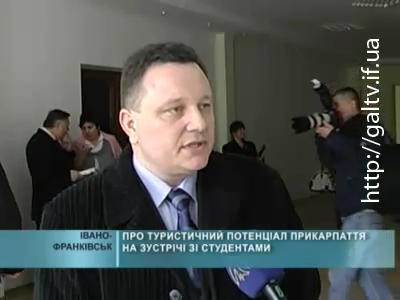 http://galtv.if.ua
ІВАНО-
ФРАНКІВСЬК
ПРО ТУРИСТИЧНИЙ ПОТЕНЦІАЛ ПРИКАРПАТТЯ
НА ЗУСТРІЧІ ЗІ СТУДЕНТАМИ